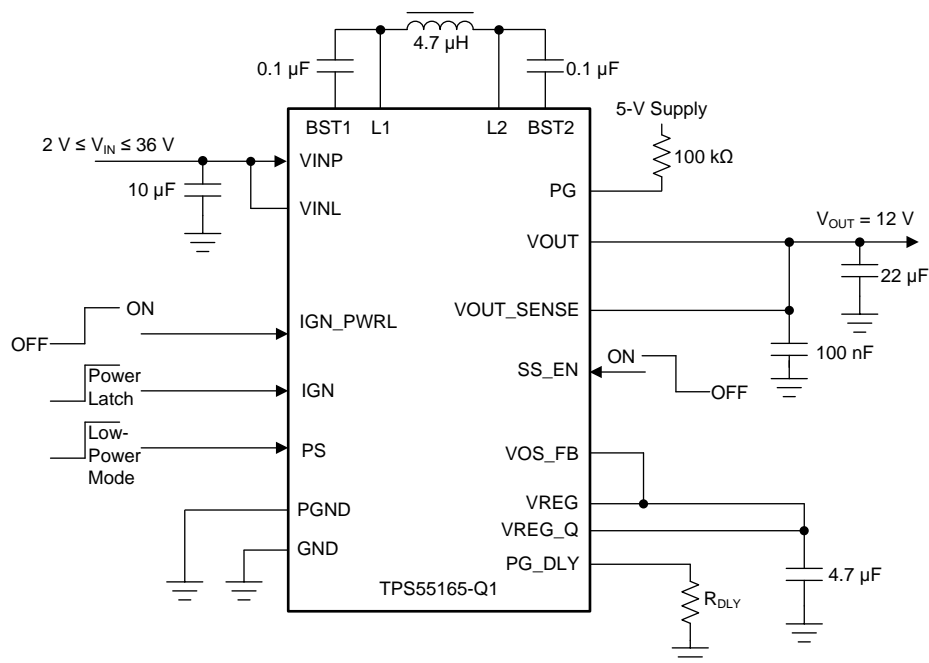 4.7 µH
0.1 µF
0.1 µF
BST1
L1
L2
BST2
5-V Supply
100 kΩ
2 V ≤ VIN ≤ 36 V
VINP
10 µF
VINL
PG
VOUT
VOUT = 12 V
22 µF
VOUT_SENSE
100 nF
ON
OFF
IGN_PWRL
SS_EN
ON
OFF
Power
Latch
IGN
Low-
Power
Mode
PS
VOS_FB
VREG
VREG_Q
PGND
GND
PG_DLY
4.7 µF
RDLY
TPS55165-Q1